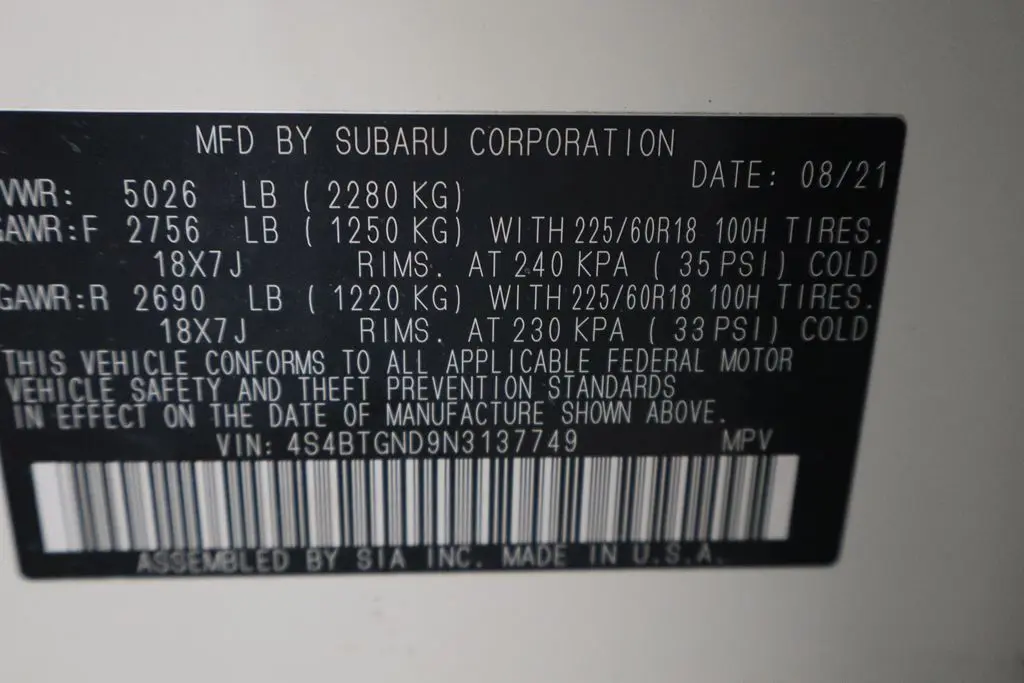 MFD BY SUBARU CORPORATION
DATE: 08/21
VWR: 5026 LB ( 2280 KG)
GAWR:F 2756 LB ( 1250 KG) WITH 225/60R18 100H TIRES.
18X7J RIMS. AT 240 KPA ( 35 PSI) COLD
GAWR:R 2690 LB ( 1220 KG) WITH 225/60R18 100H TIRES.
18X7J RIMS. AT 230 KPA ( 33 PSI) COLD
THIS VEHICLE CONFORMS TO ALL APPLICABLE FEDERAL MOTOR
VEHICLE SAFETY AND THEFT PREVENTION STANDARDS
IN EFFECT ON THE DATE OF MANUFACTURE SHOWN ABOVE.
VIN: 4S4BTGND9N3137749 MPV
ASSEMBLED BY SIA INC. MADE IN U.S.A.